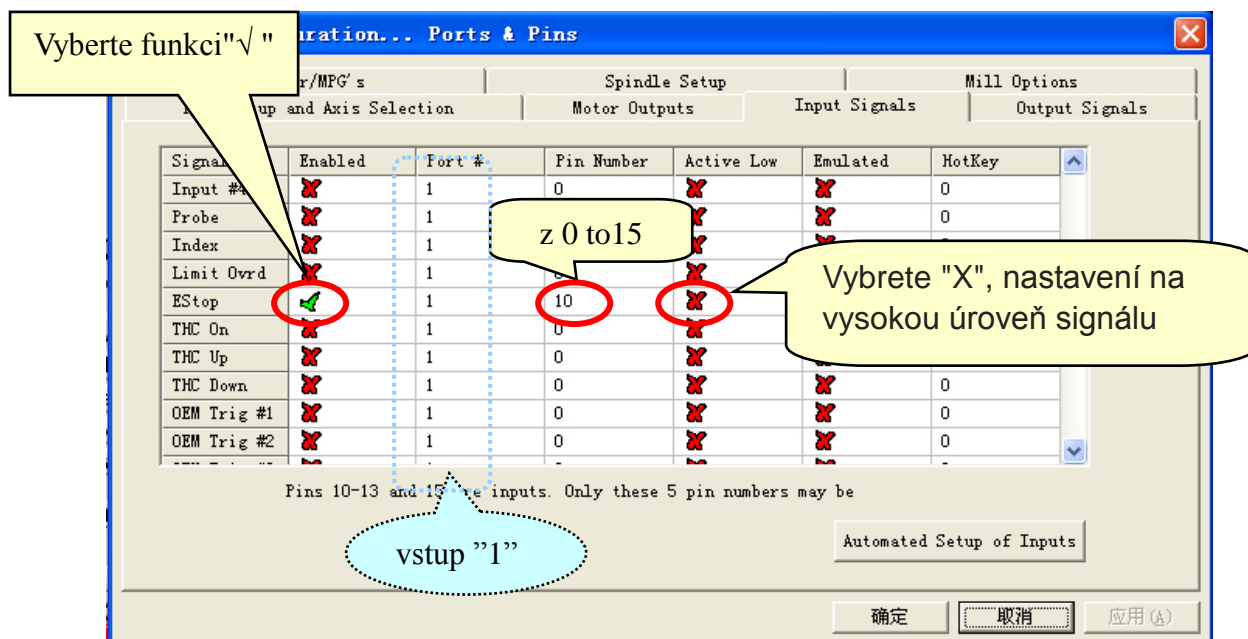 Vyberte funkci"√ "
uration... Ports & Pins
r/MPG's Spindle Setup Mill Options
up and Axis Selection Motor Outputs Input Signals Output Signals
Signal Enabled Port # Pin Number Active Low Emulated HotKey
Input #4 1 0 0
Probe 1 0
z 0 to15
Index 1
Limit Ovrd 1
Vybrete "X", nastavení na
vysokou úroveň signálu
EStop 1 10
THC On 1 0
THC Up 1 0
THC Down 1 0 0
OEM Trig #1 1 0 0
OEM Trig #2 1 0 0
Pins 10-13 and 15 are inputs. Only these 5 pin numbers may be
vstup ”1”
Automated Setup of Inputs
确定 取消 应用(A)